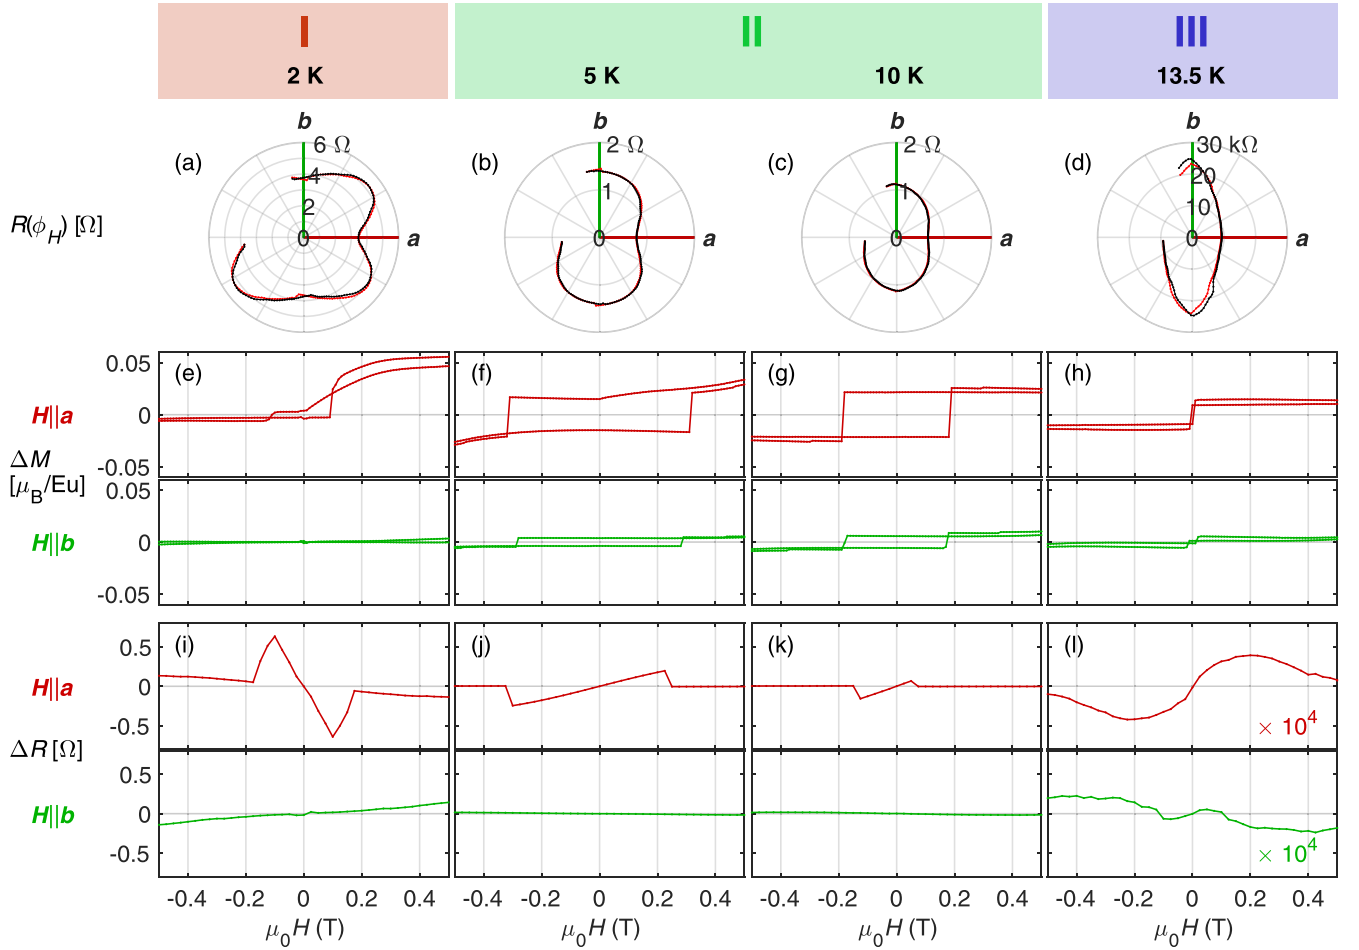 I II III
2 K 5 K 10 K 13.5 K
b b b b
(a) 6 Ω (b) 2 Ω (c) 2 Ω (d) 30 kΩ
4 1 1 20
2 10
R(ϕH) [Ω] 0 a 0 a 0 a 0 a
0.05 (e) (f) (g) (h)
H||a 0
ΔM
[μB/Eu] -0.05
0.05
H||b 0
-0.05
0.5 (i) (j) (k) (l)
H||a 0
-0.5 × 10⁴
ΔR [Ω]
0.5
H||b 0
-0.5 × 10⁴
-0.4 -0.2 0 0.2 0.4 -0.4 -0.2 0 0.2 0.4 -0.4 -0.2 0 0.2 0.4 -0.4 -0.2 0 0.2 0.4
μ0H (T) μ0H (T) μ0H (T) μ0H (T)